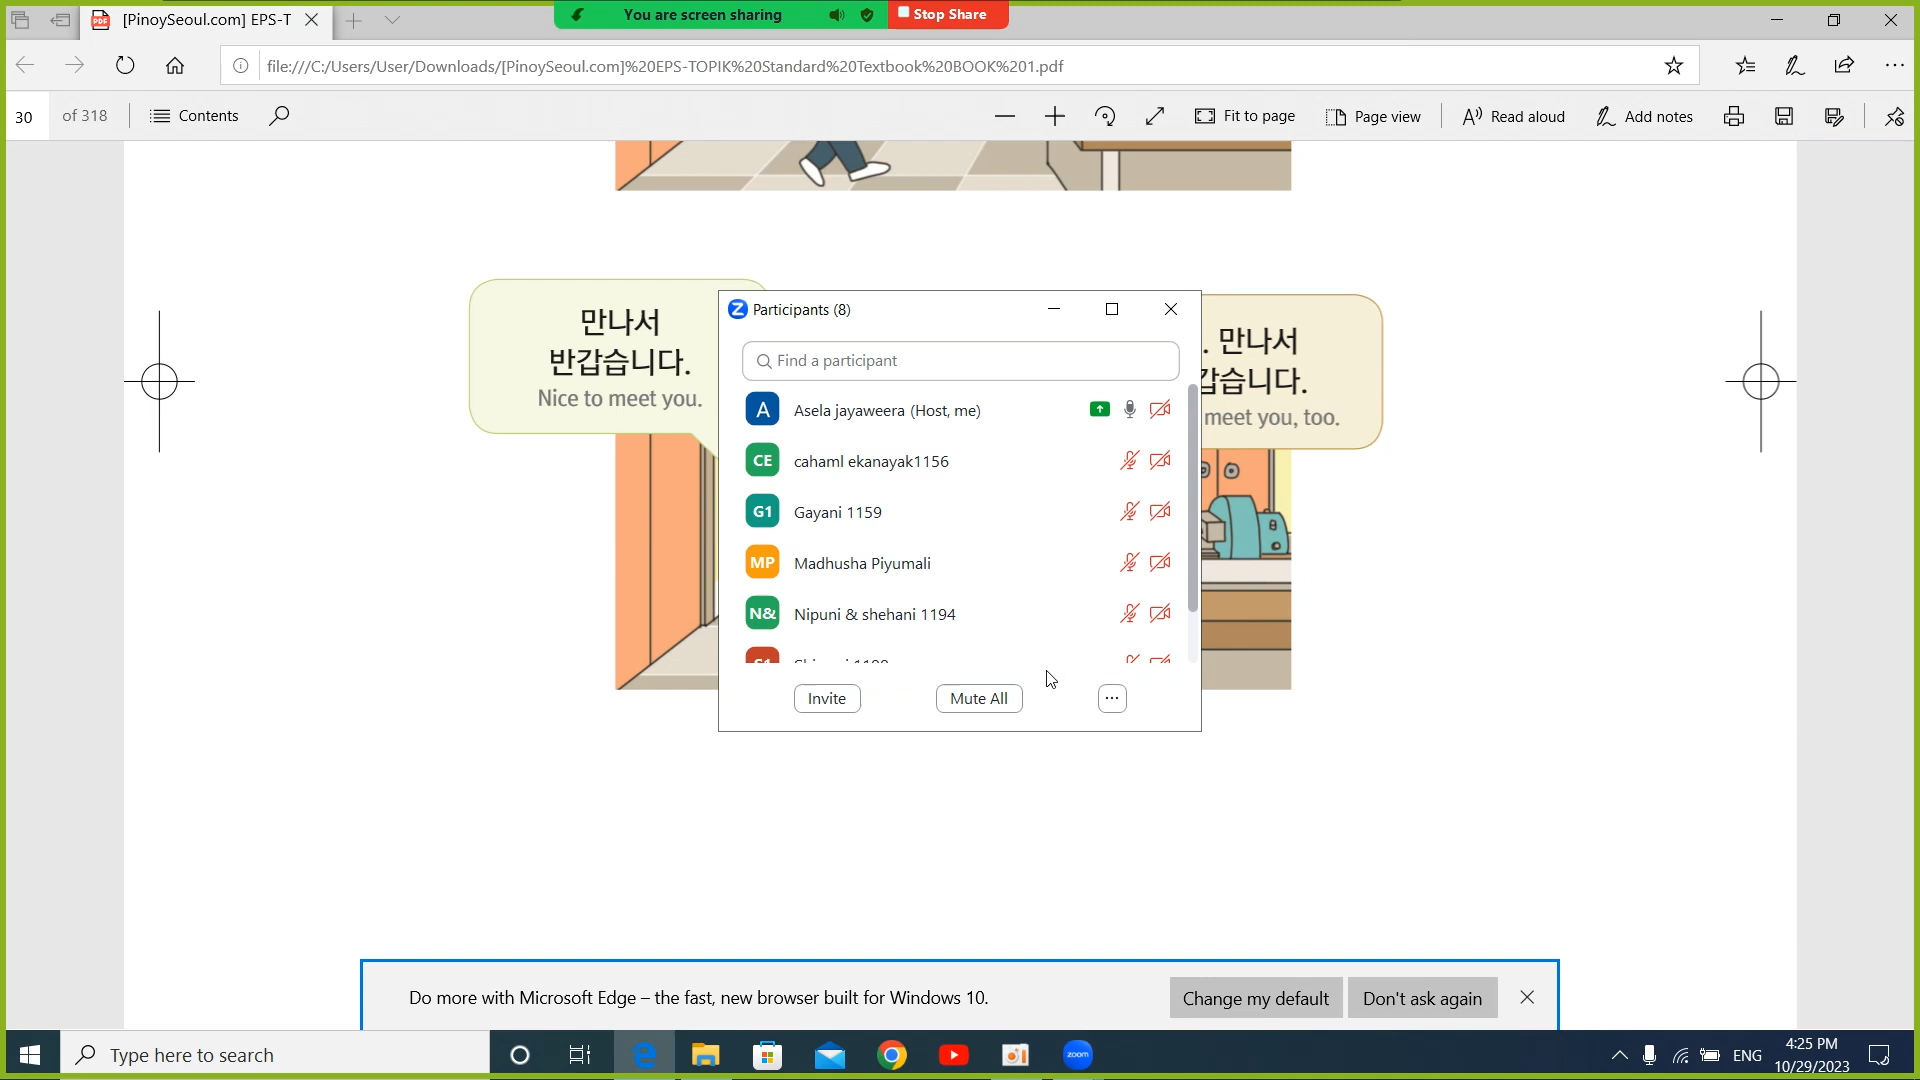 [PinoySeoul.com] EPS-T
You are screen sharing
Stop Share
file:///C:/Users/User/Downloads/[PinoySeoul.com]%20EPS-TOPIK%20Standard%20Textbook%20BOOK%201.pdf
30 of 318
Contents
Fit to page
Page view
Read aloud
Add notes
만나서
반갑습니다.
Nice to meet you.
. 만나서
갑습니다.
meet you, too.
Participants (8)
Find a participant
A Asela jayaweera (Host, me)
CE cahaml ekanayak1156
G1 Gayani 1159
MP Madhusha Piyumali
N& Nipuni & shehani 1194
Invite
Mute All
Do more with Microsoft Edge – the fast, new browser built for Windows 10.
Change my default
Don't ask again
Type here to search
zoom
ENG
4:25 PM
10/29/2023